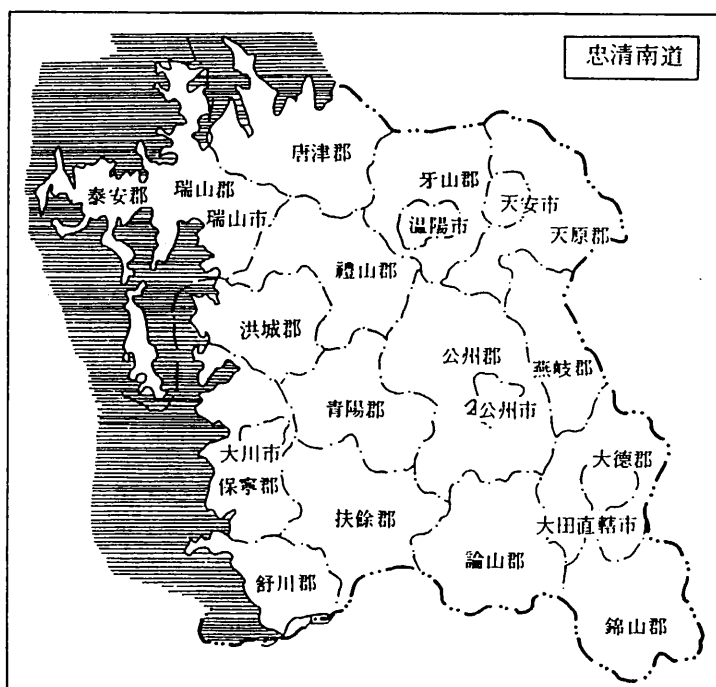 忠清南道
唐津郡
牙山郡
泰安郡
瑞山郡
瑞山市
溫陽市
天安市
天原郡
禮山郡
洪城郡
公州郡
燕岐郡
青陽郡
公州市
大川市
保寧郡
大德郡
扶餘郡
論山郡
大田直轄市
舒川郡
錦山郡